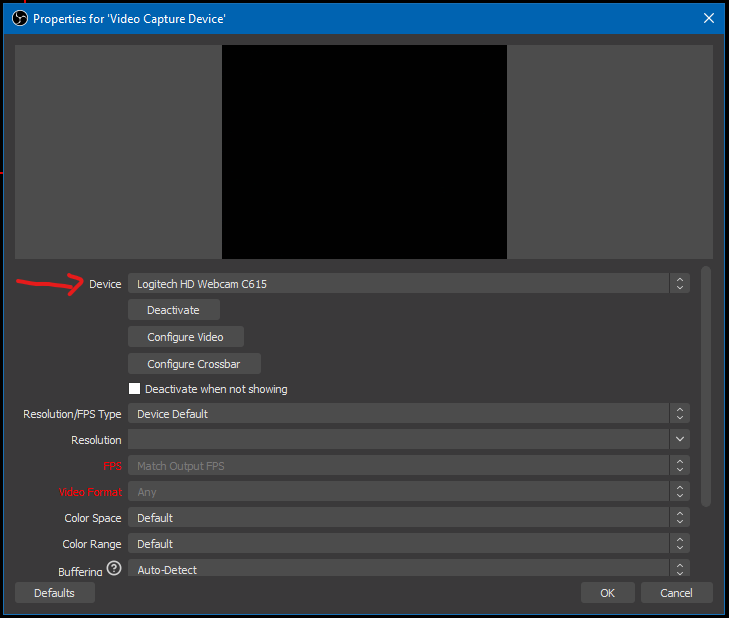 Properties for 'Video Capture Device'
Device Logitech HD Webcam C615
Deactivate
Configure Video
Configure Crossbar
Deactivate when not showing
Resolution/FPS Type Device Default
Resolution
FPS Match Output FPS
Video Format Any
Color Space Default
Color Range Default
Buffering ? Auto-Detect
Defaults OK Cancel